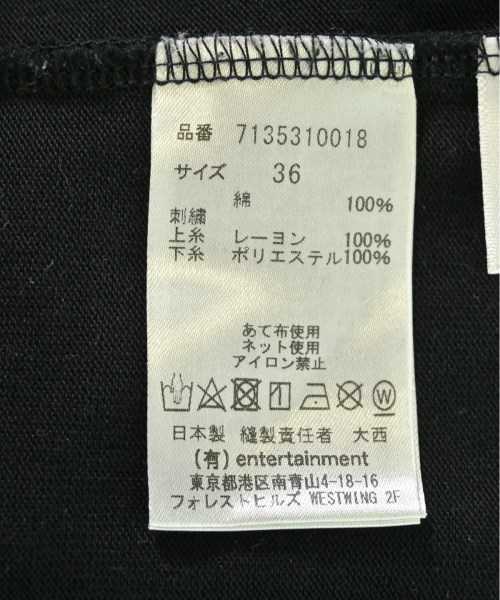 品番 7135310018
サイズ 36
綿 100%
刺繍
上糸 レーヨン 100%
下糸 ポリエステル100%
あて布使用
ネット使用
アイロン禁止
W
日本製 縫製責任者 大西
(有) entertainment
東京都港区南青山4-18-16
フォレストヒルズ WESTWING 2F